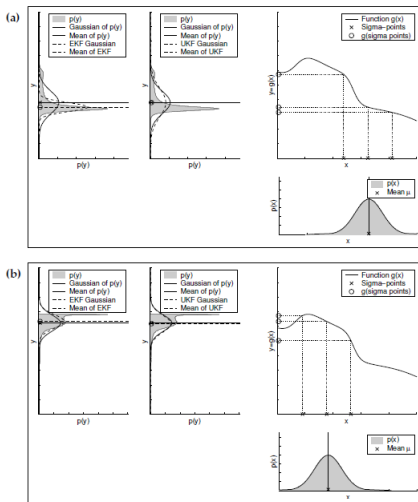 (a)
p(y)
Gaussian of p(y)
Mean of p(y)
EKF Gaussian
Mean of EKF
y
p(y)
p(y)
Gaussian of p(y)
Mean of p(y)
UKF Gaussian
Mean of UKF
y
p(y)
Function g(x)
Sigma-points
g(sigma points)
y=g(x)
x
p(x)
Mean μ
p(x)
x
(b)
p(y)
Gaussian of p(y)
Mean of p(y)
EKF Gaussian
Mean of EKF
y
p(y)
p(y)
Gaussian of p(y)
Mean of p(y)
UKF Gaussian
Mean of UKF
y
p(y)
Function g(x)
Sigma-points
g(sigma points)
y=g(x)
x
p(x)
Mean μ
p(x)
x